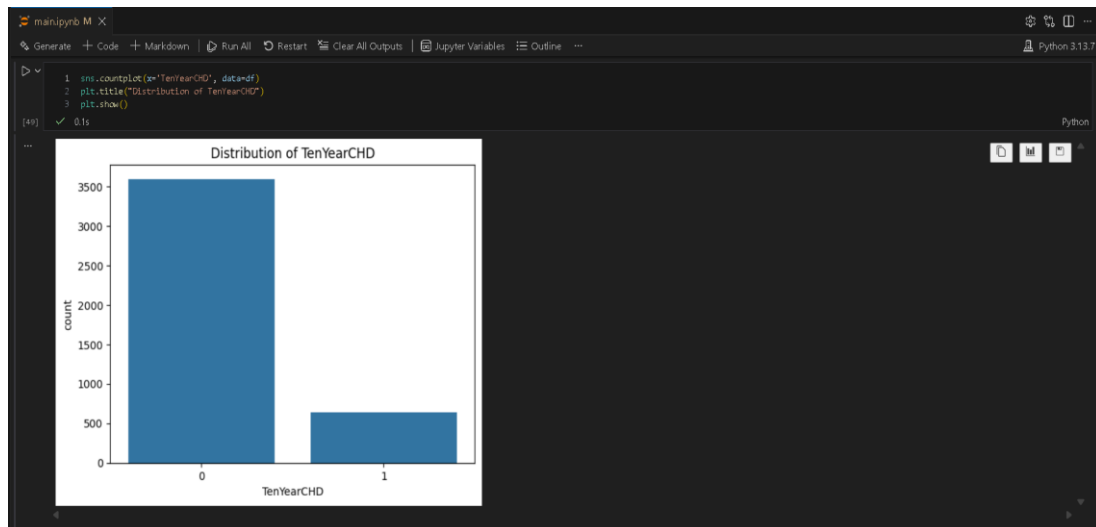 main.ipynb M
Generate + Code + Markdown | Run All Restart Clear All Outputs | Jupyter Variables Outline ... Python 3.13.7
1 sns.countplot(x='TenYearCHD', data=df)
2 plt.title("Distribution of TenYearCHD")
3 plt.show()
[49] ✓ 0.1s Python
...
Distribution of TenYearCHD
3500
3000
2500
2000
1500
1000
500
0
count
0 1
TenYearCHD